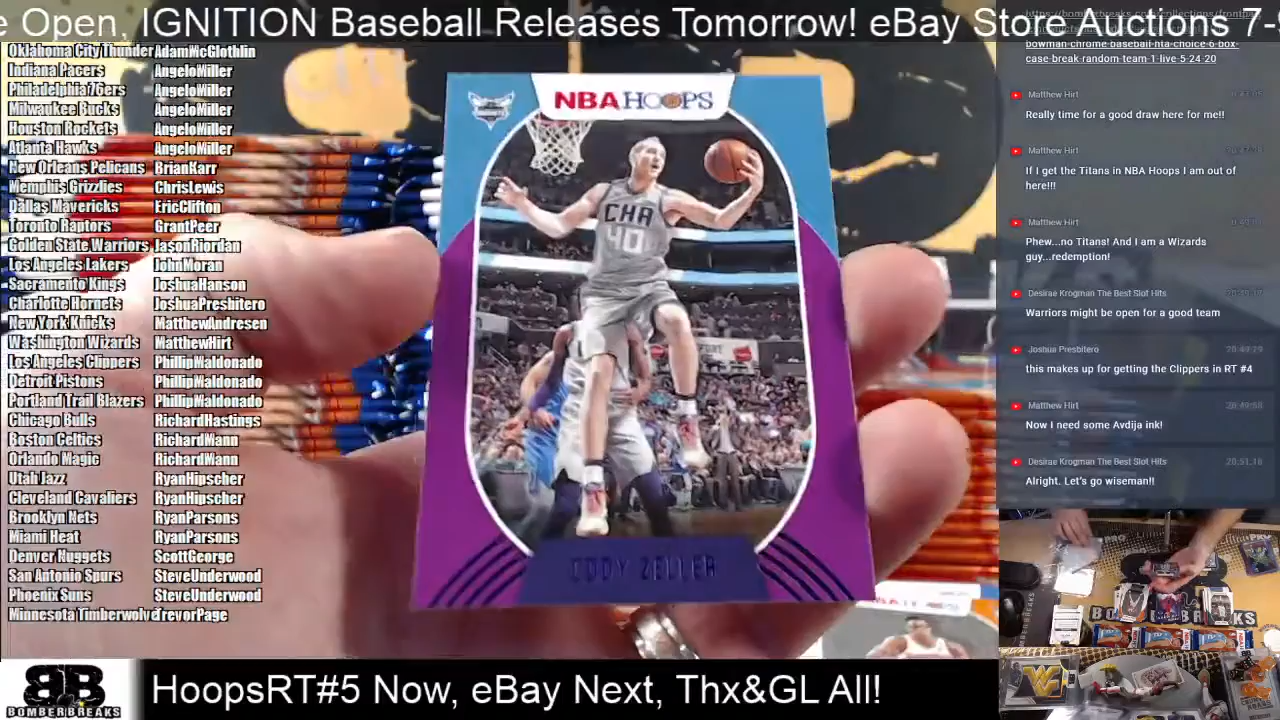 e Open, IGNITION Baseball Releases Tomorrow! eBay Store Auctions 7-
Oklahoma City Thunder AdamMcGlothlin
Indiana Pacers AngeloMiller
Philadelphia 76ers AngeloMiller
Milwaukee Bucks AngeloMiller
Houston Rockets AngeloMiller
Atlanta Hawks AngeloMiller
New Orleans Pelicans BrianKarr
Memphis Grizzlies ChrisLewis
Dallas Mavericks EricClifton
Toronto Raptors GrantPeer
Golden State Warriors JasonRiordan
Los Angeles Lakers JohnMoran
Sacramento Kings JoshuaHanson
Charlotte Hornets JoshuaPresbitero
New York Knicks MatthewAndresen
Washington Wizards MatthewHirt
Los Angeles Clippers PhillipMaldonado
Detroit Pistons PhillipMaldonado
Portland Trail Blazers PhillipMaldonado
Chicago Bulls RichardHastings
Boston Celtics RichardMann
Orlando Magic RichardMann
Utah Jazz RyanHipscher
Cleveland Cavaliers RyanHipscher
Brooklyn Nets RyanParsons
Miami Heat RyanParsons
Denver Nuggets ScottGeorge
San Antonio Spurs SteveUnderwood
Phoenix Suns SteveUnderwood
Minnesota Timberwolve TrevorPage
NBA HOOPS
CHA
40
CODY ZELLER
bowman-chrome-baseball-hta-choice-6-box-
case-break-random-team-1-live-5-24-20
Matthew Hirt
Really time for a good draw here for me!!
Matthew Hirt
If I get the Titans in NBA Hoops I am out of
here!!!
Matthew Hirt
Phew...no Titans! And I am a Wizards
guy...redemption!
Desirae Krogman The Best Slot Hits
Warriors might be open for a good team
Joshua Presbitero 20:49:29
this makes up for getting the Clippers in RT #4
Matthew Hirt 20:49:58
Now I need some Avdija ink!
Desirae Krogman The Best Slot Hits 20:51:18
Alright. Let's go wiseman!!
BB
BOMBERBREAKS
HoopsRT#5 Now, eBay Next, Thx&GL All!